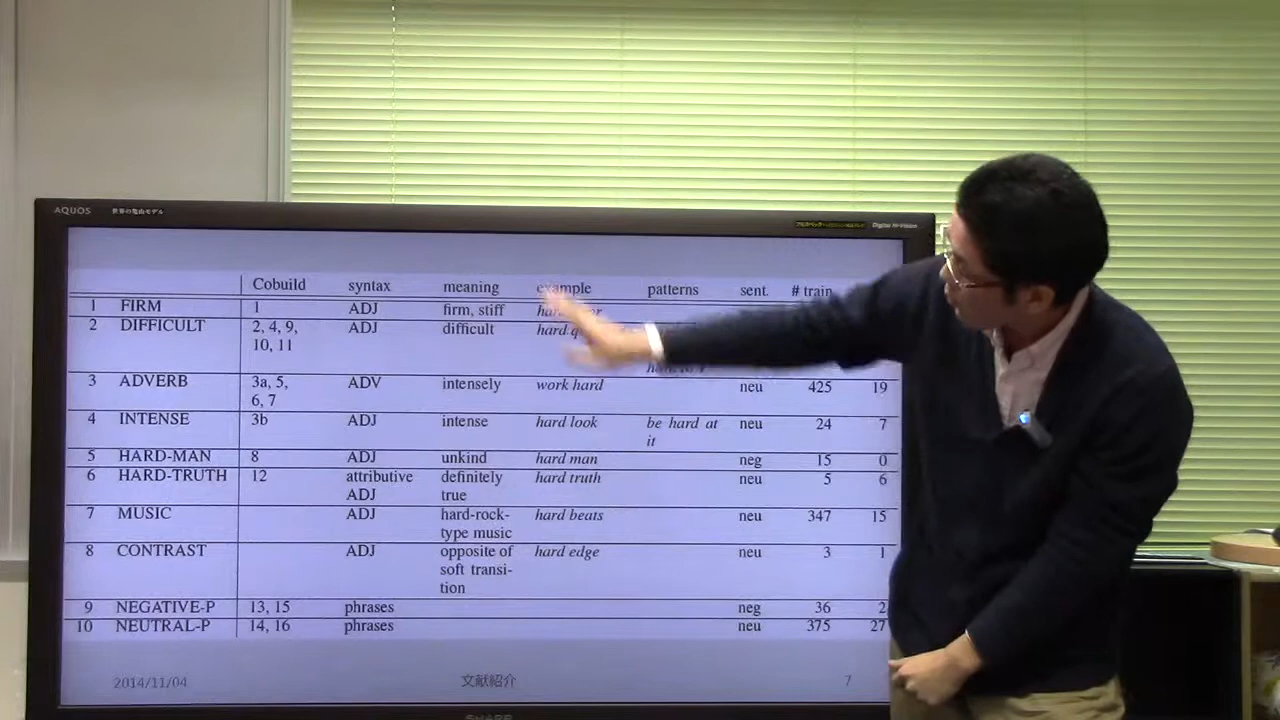 AQUOS
Digital Hi-Vision
Cobuild syntax meaning example patterns sent. # train
1 FIRM 1 ADJ firm, stiff
2 DIFFICULT 2, 4, 9, 10, 11 ADJ difficult hard
3 ADVERB 3a, 5, 6, 7 ADV intensely work hard neu 425 19
4 INTENSE 3b ADJ intense hard look be hard at it neu 24 7
5 HARD-MAN 8 ADJ unkind hard man neg 15 0
6 HARD-TRUTH 12 attributive ADJ definitely true hard truth neu 5 6
7 MUSIC ADJ hard-rock-type music hard beats neu 347 15
8 CONTRAST ADJ opposite of soft transi-tion hard edge neu 3 1
9 NEGATIVE-P 13, 15 phrases neg 36 2
10 NEUTRAL-P 14, 16 phrases neu 375 27
2014/11/04 文献紹介 7
SHARP